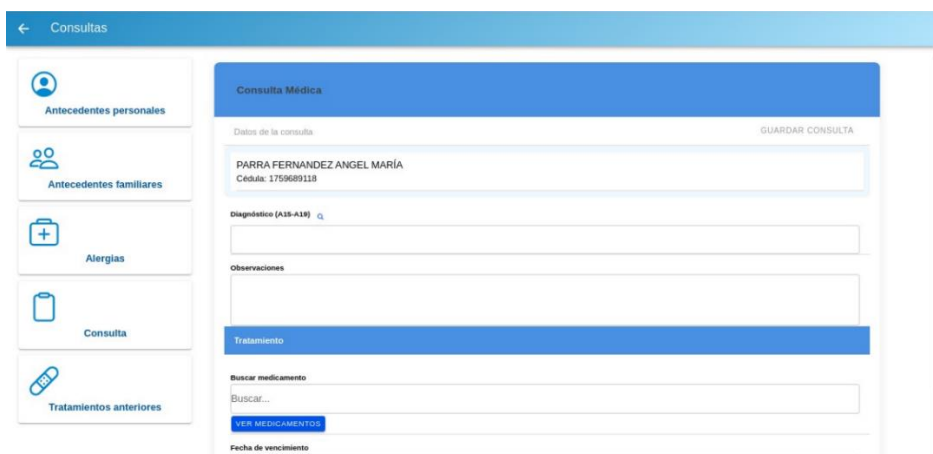 Consultas
Antecedentes personales
Antecedentes familiares
Alergias
Consulta
Tratamientos anteriores
Consulta Médica
Datos de la consulta
GUARDAR CONSULTA
PARRA FERNANDEZ ANGEL MARÍA
Cédula: 1759689118
Diagnóstico (A15-A19)
Observaciones
Tratamiento
Buscar medicamento
Buscar...
VER MEDICAMENTOS
Fecha de vencimiento